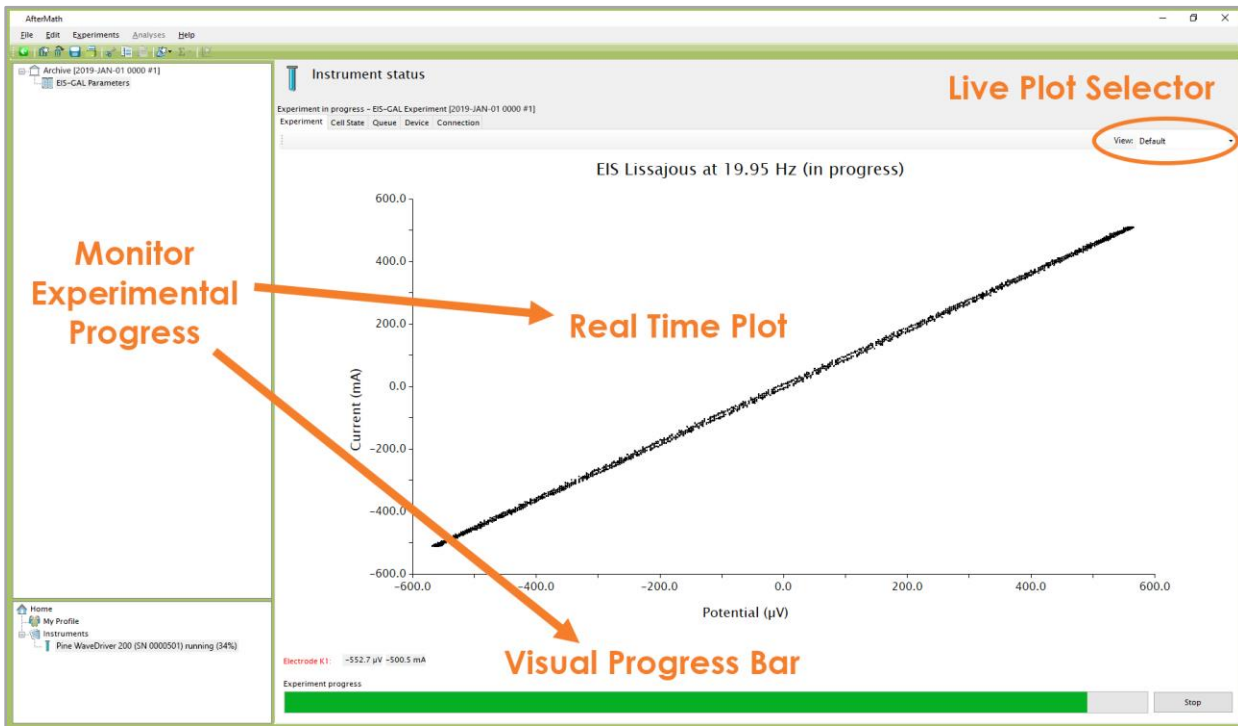 AfterMath
File Edit Experiments Analyses Help
Archive [2019-JAN-01 0000 #1]
EIS-GAL Parameters
Instrument status
Live Plot Selector
Experiment in progress – EIS-GAL Experiment [2019-JAN-01 0000 #1]
Experiment Cell State Queue Device Connection
View: Default
EIS Lissajous at 19.95 Hz (in progress)
600.0
400.0
200.0
0.0
-200.0
-400.0
-600.0
Current (mA)
-600.0 -400.0 -200.0 0.0 200.0 400.0 600.0
Potential (µV)
Monitor
Experimental
Progress
Real Time Plot
Visual Progress Bar
Home
My Profile
Instruments
Pine WaveDriver 200 (SN 0000501) running (34%)
Electrode K1: -552.7 µV -500.5 mA
Experiment progress
Stop